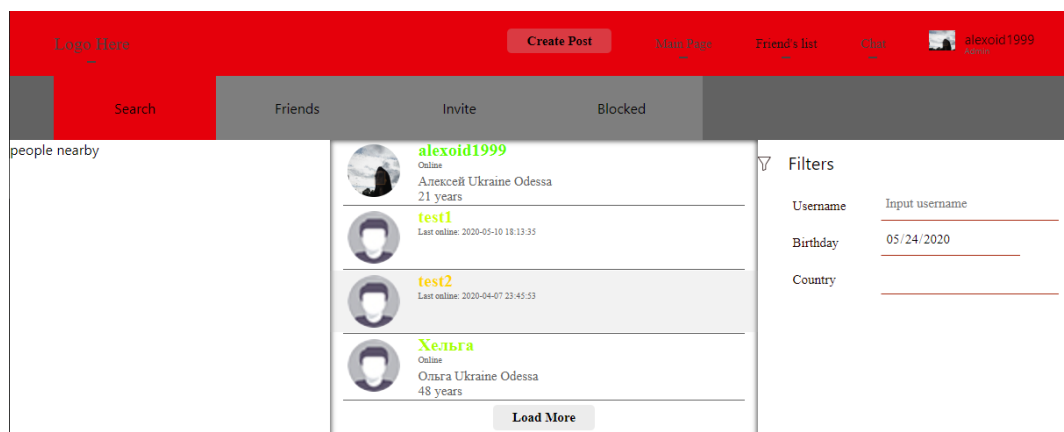 Logo Here
Create Post
Main Page
Friend's list
Chat
alexoid1999
Admin
Search
Friends
Invite
Blocked
people nearby
alexoid1999
Online
Алексей Ukraine Odessa
21 years
test1
Last online: 2020-05-10 18:13:35
test2
Last online: 2020-04-07 23:45:53
Хельга
Online
Ольга Ukraine Odessa
48 years
Load More
Filters
Username
Input username
Birthday
05/24/2020
Country